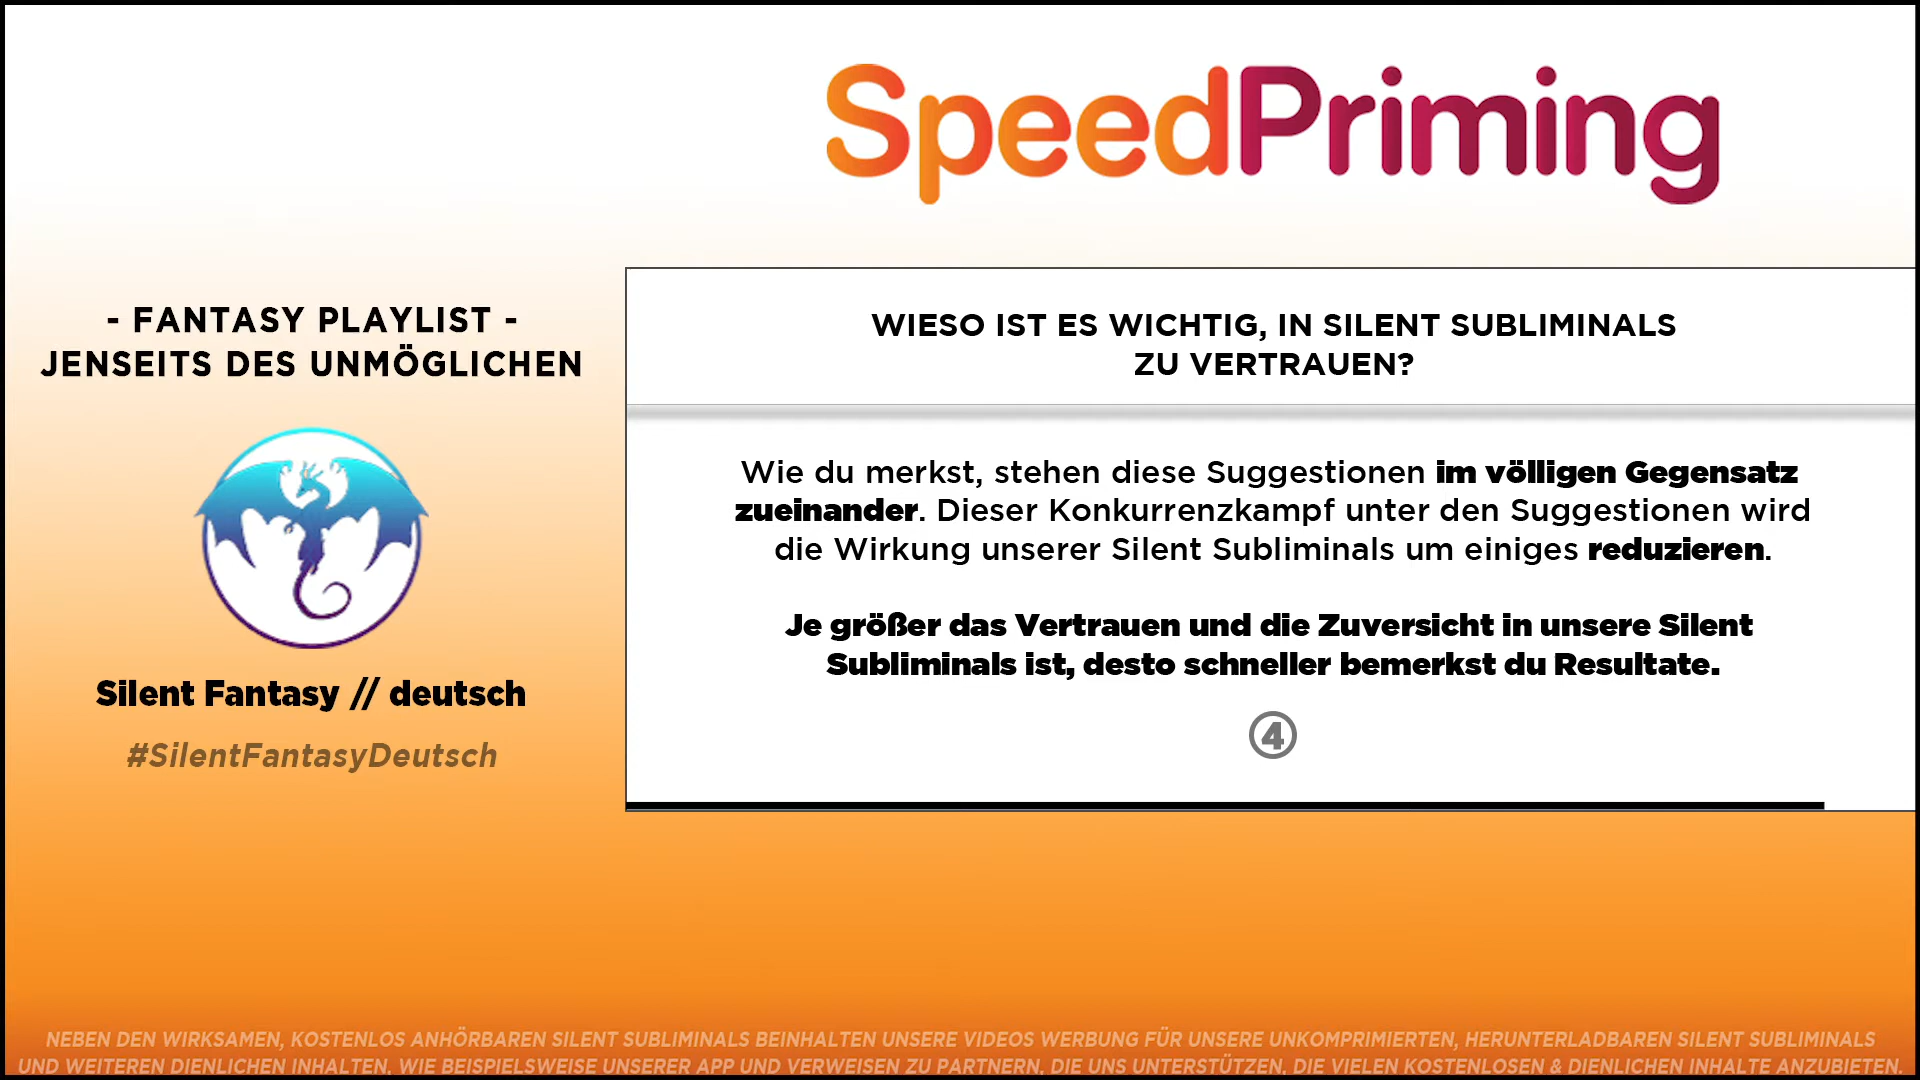 SpeedPriming
- FANTASY PLAYLIST -
JENSEITS DES UNMÖGLICHEN
Silent Fantasy // deutsch
#SilentFantasyDeutsch
WIESO IST ES WICHTIG, IN SILENT SUBLIMINALS
ZU VERTRAUEN?
Wie du merkst, stehen diese Suggestionen im völligen Gegensatz
zueinander. Dieser Konkurrenzkampf unter den Suggestionen wird
die Wirkung unserer Silent Subliminals um einiges reduzieren.
Je größer das Vertrauen und die Zuversicht in unsere Silent
Subliminals ist, desto schneller bemerkst du Resultate.
4
NEBEN DEN WIRKSAMEN, KOSTENLOS ANHÖRBAREN SILENT SUBLIMINALS BEINHALTEN UNSERE VIDEOS WERBUNG FÜR UNSERE UNKOMPRIMIERTEN, HERUNTERLADBAREN SILENT SUBLIMINALS
UND WEITEREN DIENLICHEN INHALTEN, WIE BEISPIELSWEISE UNSERER APP UND VERWEISEN ZU PARTNERN, DIE UNS UNTERSTÜTZEN, DIE VIELEN KOSTENLOSEN & DIENLICHEN INHALTE ANZUBIETEN.